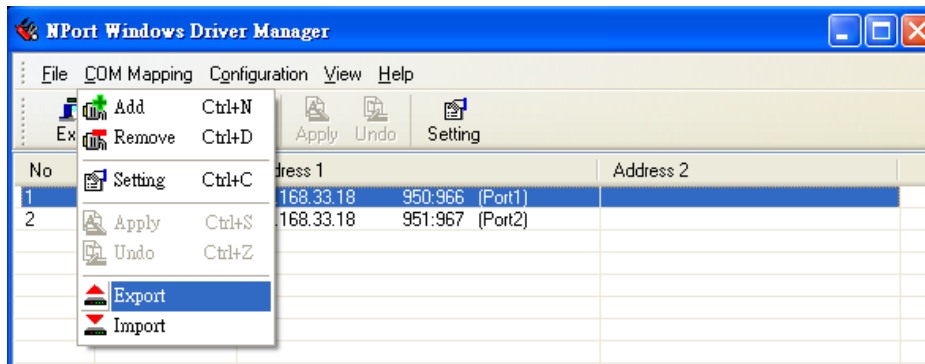 NPort Windows Driver Manager
File COM Mapping Configuration View Help
Ex Apply Undo Setting
Add Ctrl+N
Remove Ctrl+D
Setting Ctrl+C
Apply Ctrl+S
Undo Ctrl+Z
Export
Import
No dress 1 Address 2
1 .168.33.18 950:966 (Port1)
2 .168.33.18 951:967 (Port2)